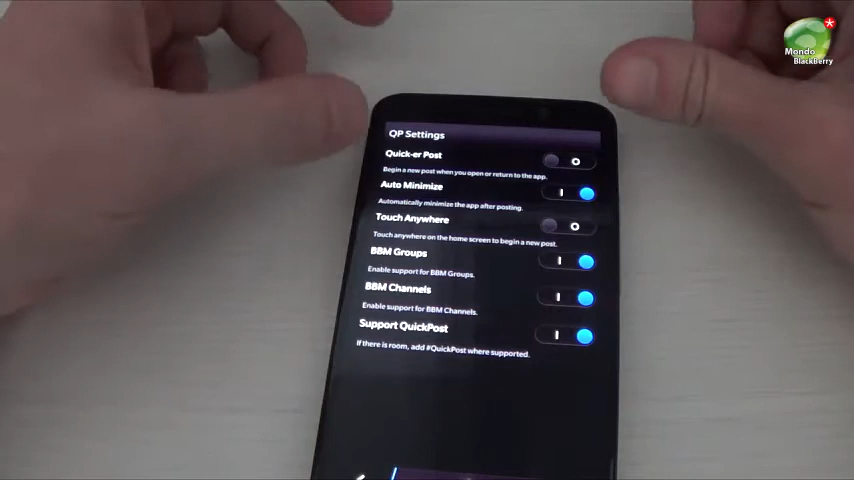 Mondo
BlackBerry
QP Settings
Quick-er Post
Begin a new post when you open or return to the app.
Auto Minimize
Automatically minimize the app after posting.
Touch Anywhere
Touch anywhere on the home screen to begin a new post.
BBM Groups
Enable support for BBM Groups.
BBM Channels
Enable support for BBM Channels.
Support QuickPost
If there is room, add #QuickPost where supported.